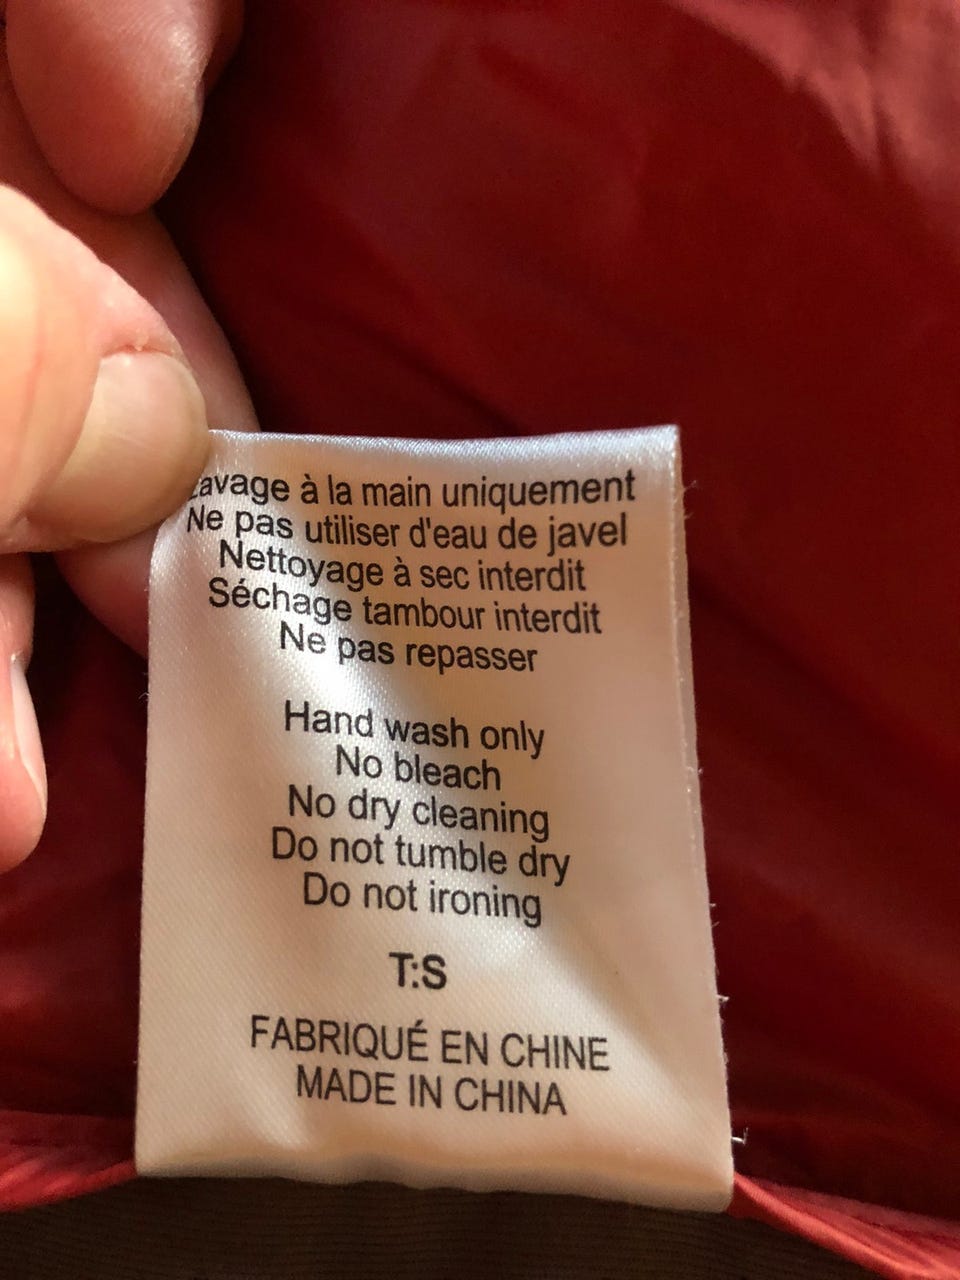 Lavage à la main uniquement
Ne pas utiliser d'eau de javel
Nettoyage à sec interdit
Séchage tambour interdit
Ne pas repasser
Hand wash only
No bleach
No dry cleaning
Do not tumble dry
Do not ironing
T:S
FABRIQUÉ EN CHINE
MADE IN CHINA